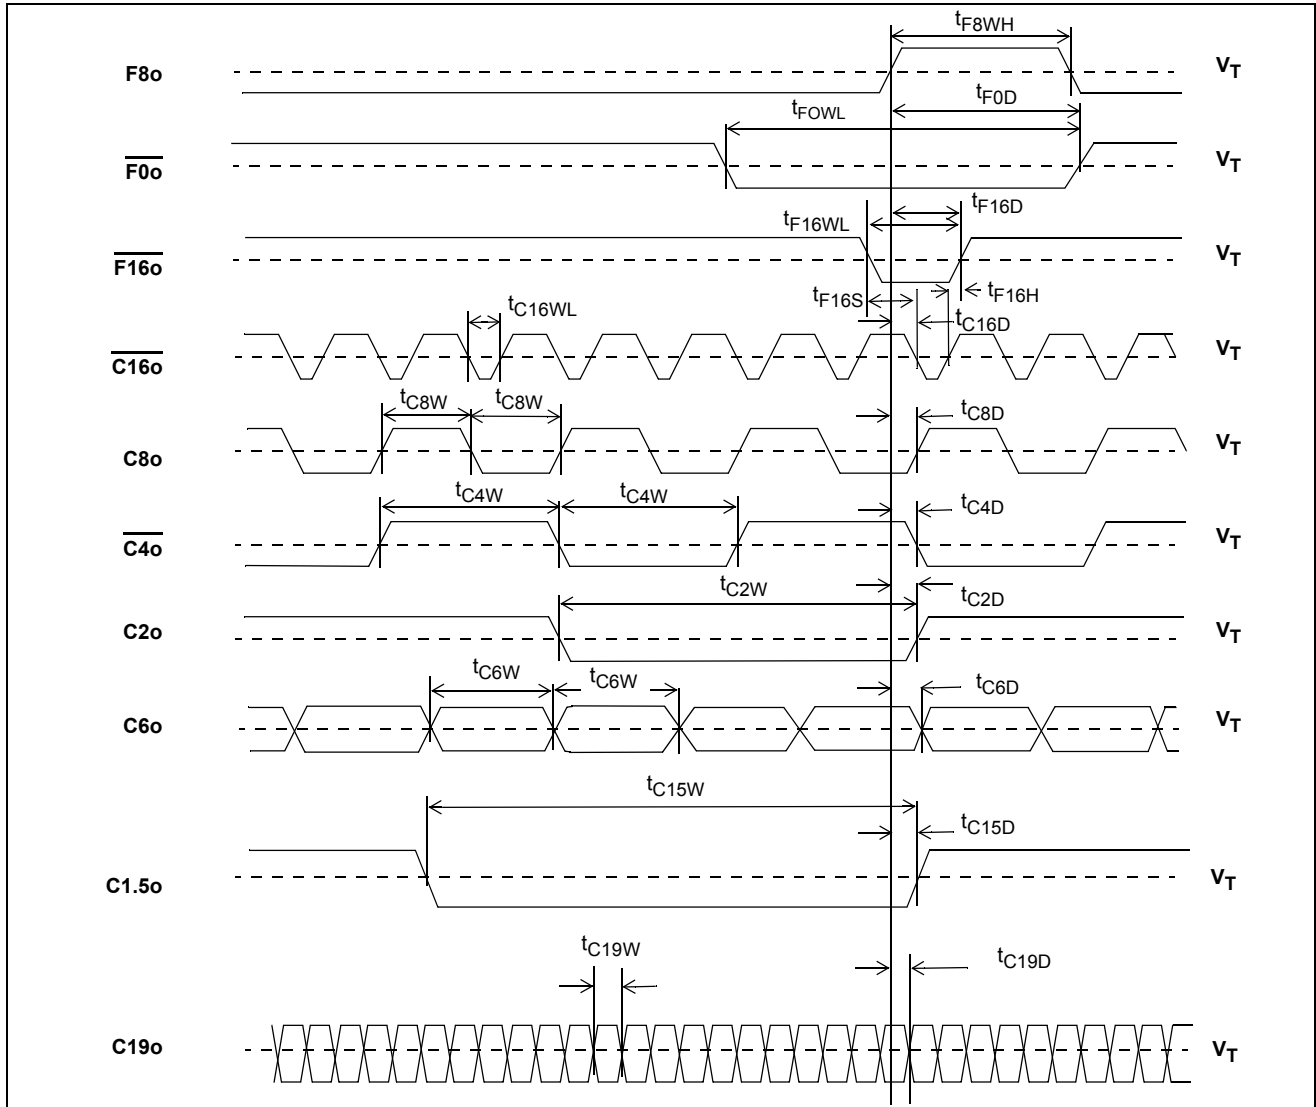 tF8WH
F8o VT
tF0D
tFOWL
F0o VT
tF16D
tF16WL
F16o VT
tF16S tF16H
tC16WL tC16D
C16o VT
tC8W tC8W tC8D
C8o VT
tC4W tC4W tC4D
C4o VT
tC2W tC2D
C2o VT
tC6W tC6W tC6D
C6o VT
tC15W
tC15D
C1.5o VT
tC19W tC19D
C19o VT